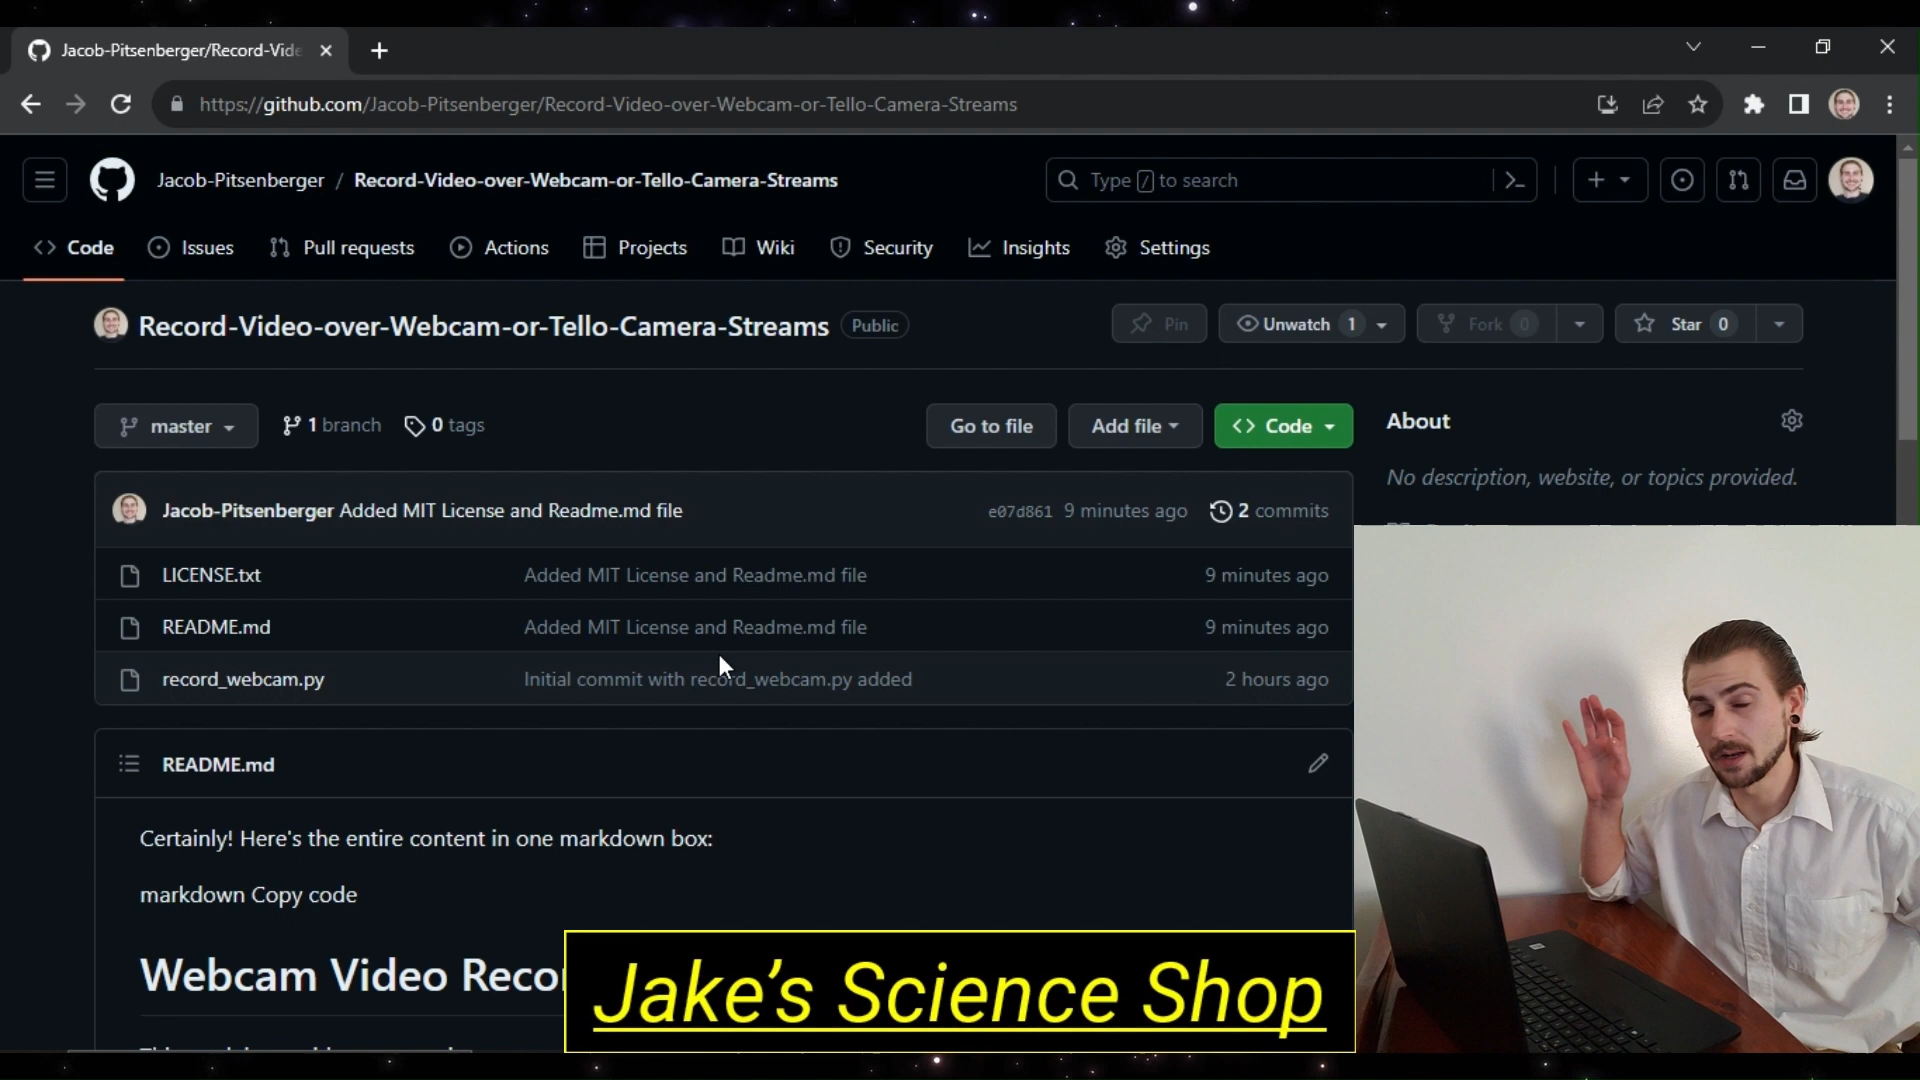 Jacob-Pitsenberger/Record-Vide
https://github.com/Jacob-Pitsenberger/Record-Video-over-Webcam-or-Tello-Camera-Streams
Jacob-Pitsenberger / Record-Video-over-Webcam-or-Tello-Camera-Streams
Type / to search
Code Issues Pull requests Actions Projects Wiki Security Insights Settings
Record-Video-over-Webcam-or-Tello-Camera-Streams Public
Pin Unwatch 1 Fork 0 Star 0
master 1 branch 0 tags Go to file Add file Code
About
No description, website, or topics provided.
Jacob-Pitsenberger Added MIT License and Readme.md file e07d861 9 minutes ago 2 commits
LICENSE.txt Added MIT License and Readme.md file 9 minutes ago
README.md Added MIT License and Readme.md file 9 minutes ago
record_webcam.py Initial commit with record_webcam.py added 2 hours ago
README.md
Certainly! Here's the entire content in one markdown box:
markdown Copy code
Webcam Video Reco
Jake's Science Shop